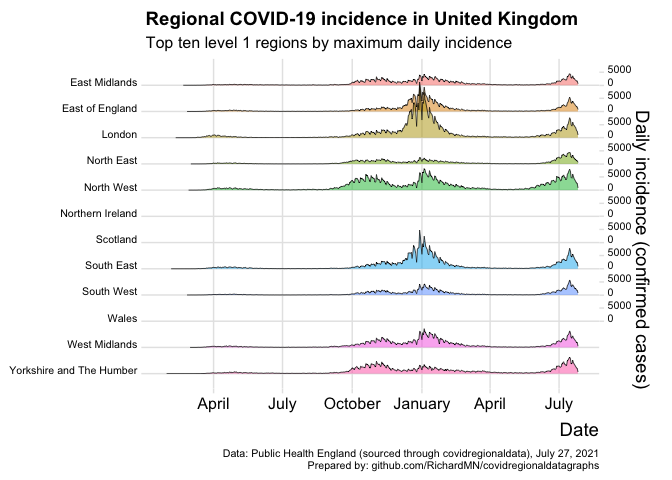 Regional COVID-19 incidence in United Kingdom
Top ten level 1 regions by maximum daily incidence
East Midlands
East of England
London
North East
North West
Northern Ireland
Scotland
South East
South West
Wales
West Midlands
Yorkshire and The Humber
5000
0
5000
0
5000
0
5000
0
5000
0
5000
0
5000
0
5000
0
5000
0
5000
0
5000
0
5000
0
Daily incidence (confirmed cases)
April
July
October
January
April
July
Date
Data: Public Health England (sourced through covidregionaldata), July 27, 2021
Prepared by: github.com/RichardMN/covidregionaldatagraphs